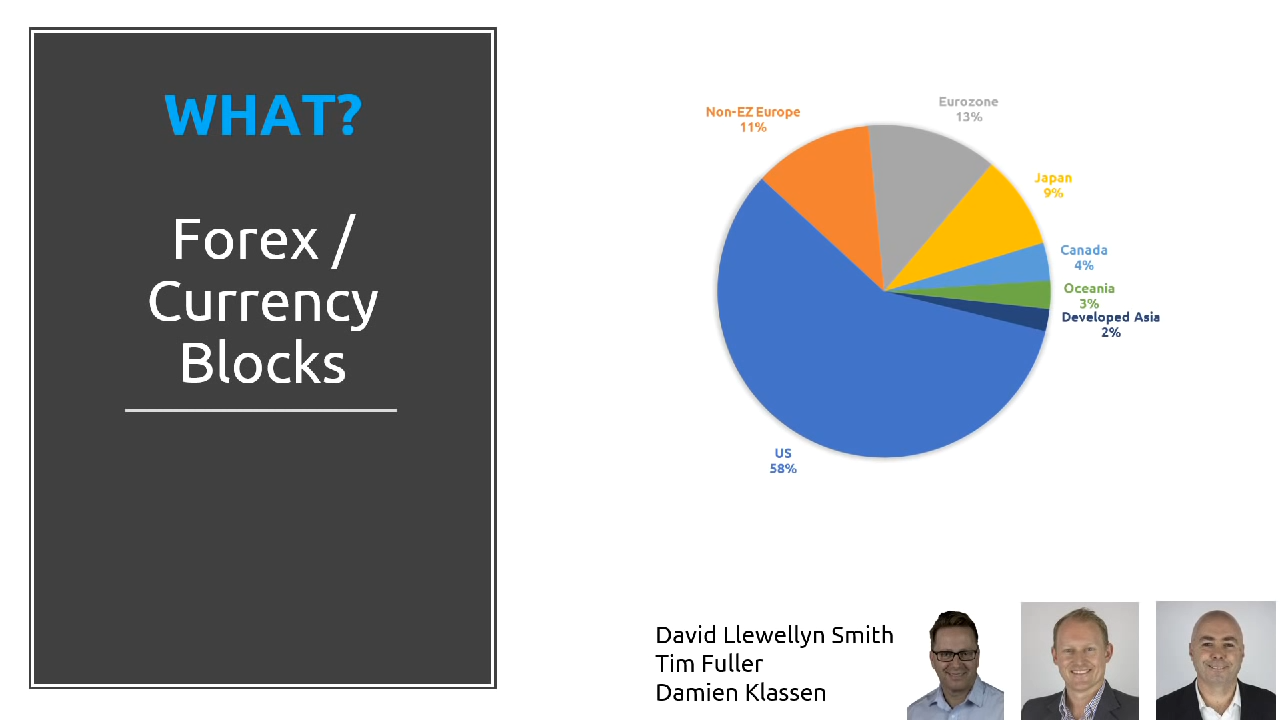 WHAT?
Forex /
Currency
Blocks
Non-EZ Europe
11%
Eurozone
13%
Japan
9%
Canada
4%
Oceania
3%
Developed Asia
2%
US
58%
David Llewellyn Smith
Tim Fuller
Damien Klassen